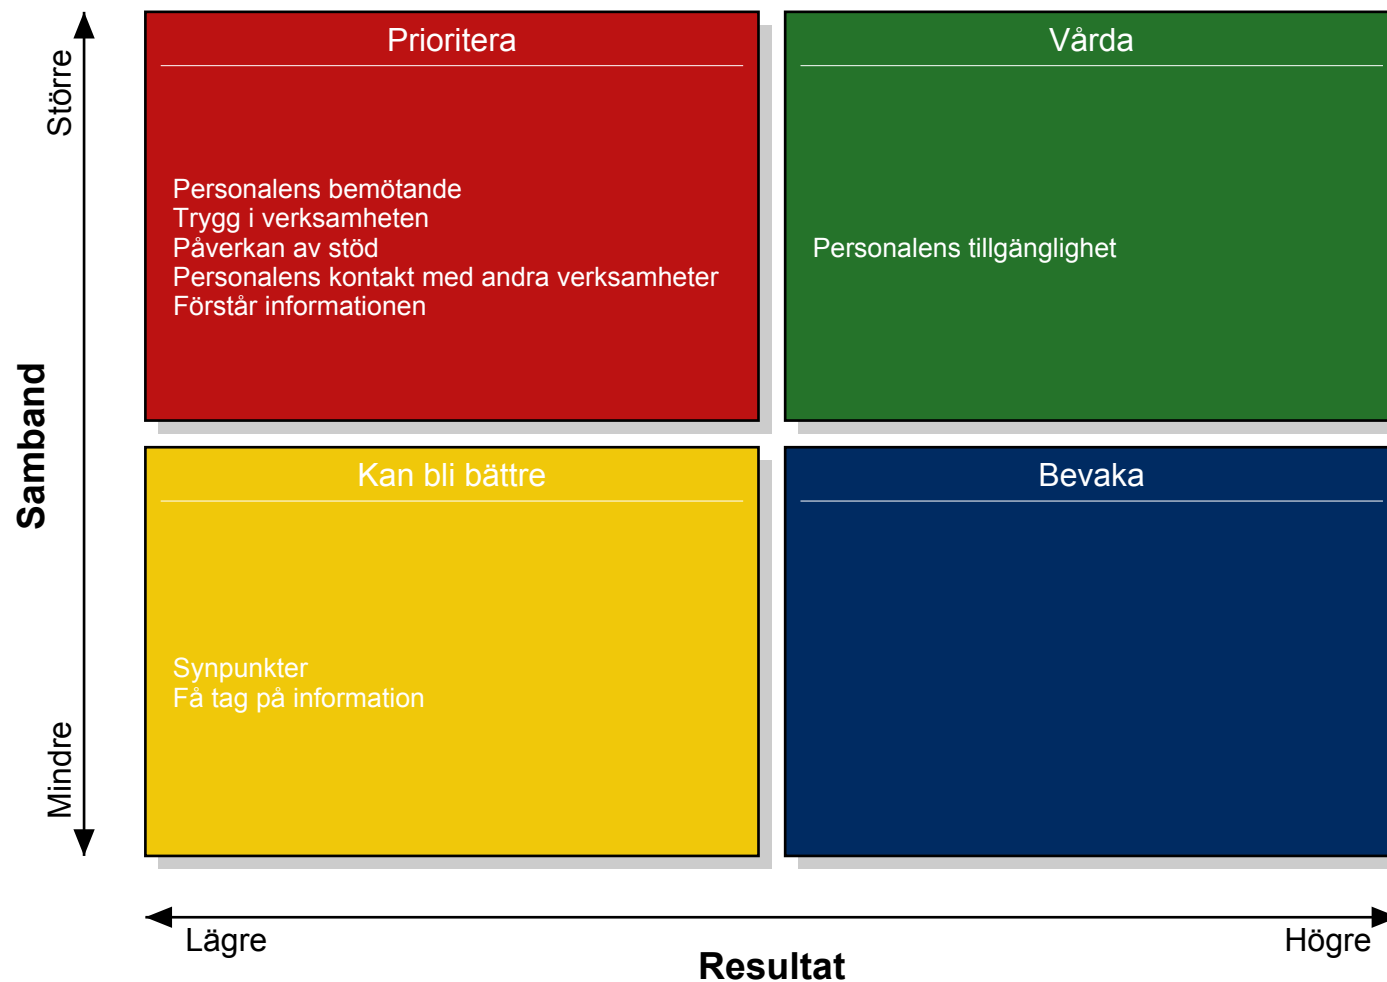 Större
Samband
Mindre
Prioritera
Personalens bemötande
Trygg i verksamheten
Påverkan av stöd
Personalens kontakt med andra verksamheter
Förstår informationen
Vårda
Personalens tillgänglighet
Kan bli bättre
Synpunkter
Få tag på information
Bevaka
Lägre
Resultat
Högre